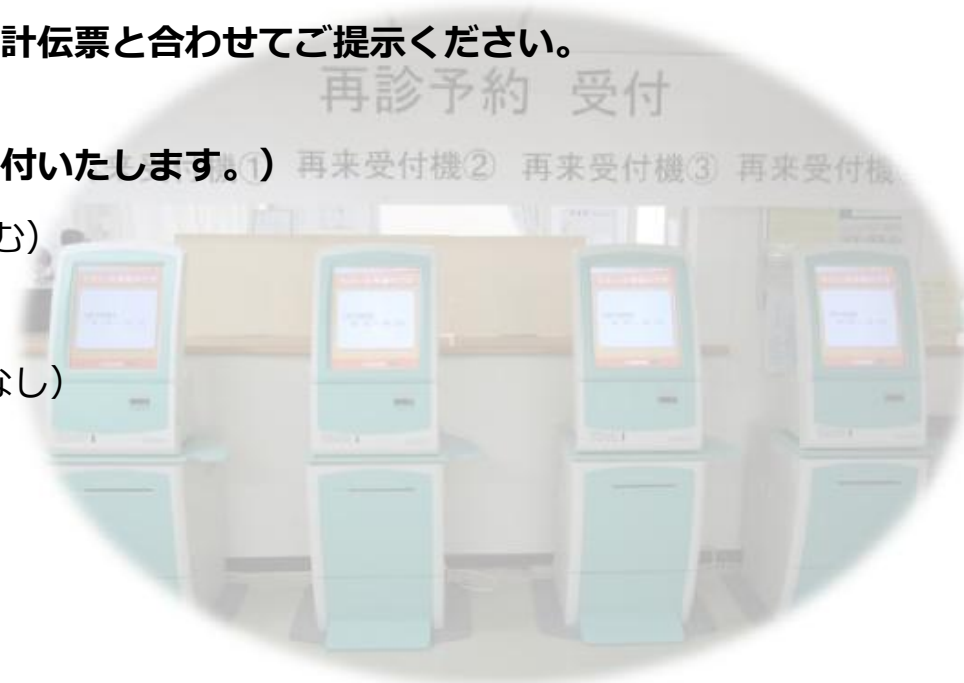 計伝票と合わせてご提示ください。
再診予約 受付
付いたします。）
再来受付機② 再来受付機③ 再来受付機
む）
なし）